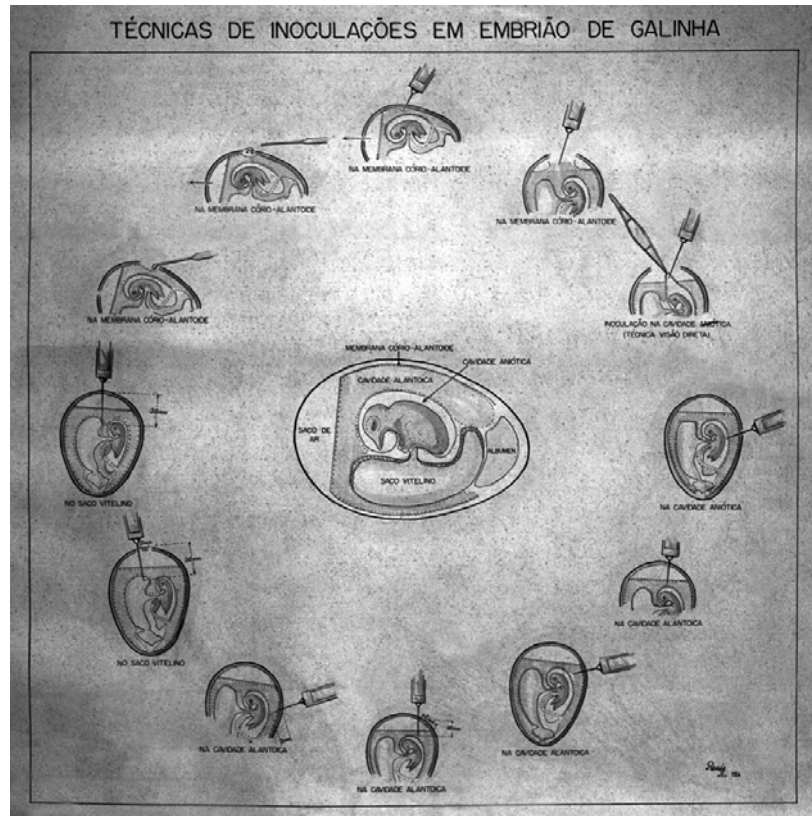 TÉCNICAS DE INOCULAÇÕES EM EMBRIÃO DE GALINHA
NA MEMBRANA CÓRIO-ALANTOIDE
NA MEMBRANA CÓRIO-ALANTOIDE
NA MEMBRANA CÓRIO-ALANTOIDE
NA MEMBRANA CÓRIO-ALANTOIDE
INOCULAÇÃO NA CAVIDADE ANIÓTICA
(TÉCNICA VISÃO DIRETA)
MEMBRANA CÓRIO-ALANTOIDE
CAVIDADE ANIÓTICA
CAVIDADE ALANTOICA
SACO DE
AR
ALBUMEN
SACO VITELINO
NO SACO VITELINO
NA CAVIDADE ANIÓTICA
NO SACO VITELINO
NA CAVIDADE ALANTOICA
NA CAVIDADE ALANTOICA
NA CAVIDADE ALANTOICA
NA CAVIDADE ALANTOICA